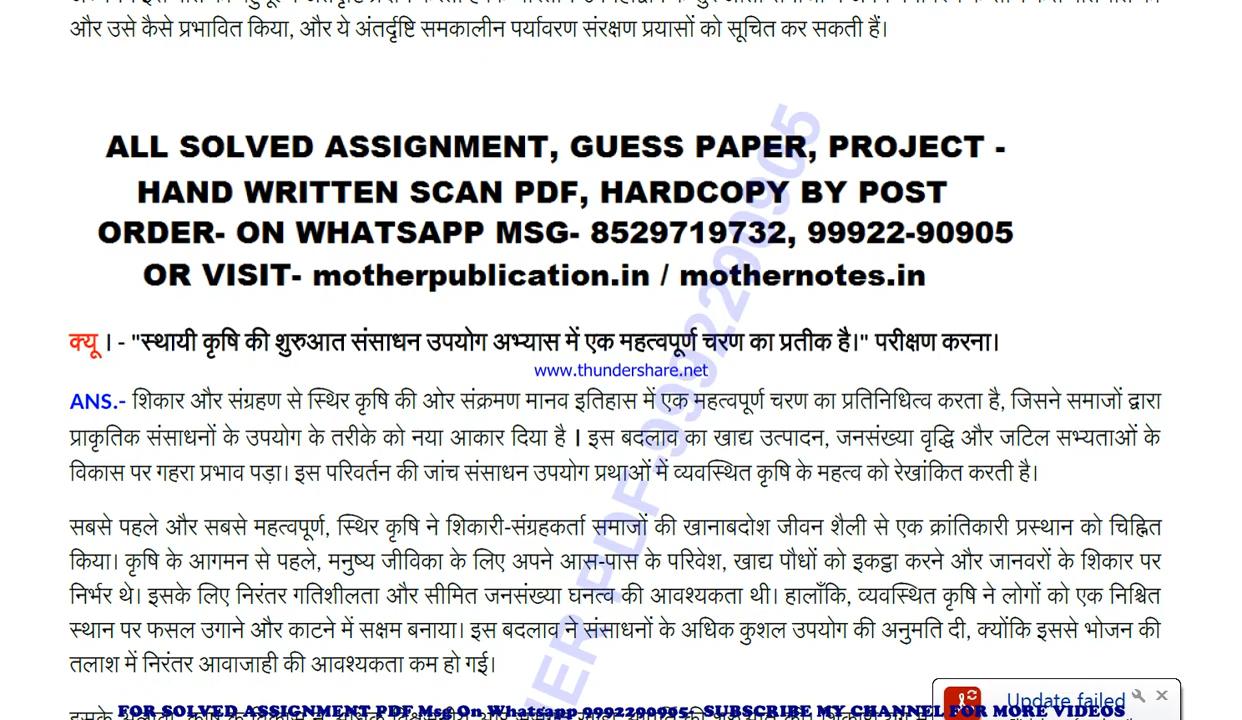 और उसे कैसे प्रभावित किया, और ये अंतर्दृष्टि समकालीन पर्यावरण संरक्षण प्रयासों को सूचित कर सकती हैं।
ALL SOLVED ASSIGNMENT, GUESS PAPER, PROJECT -
HAND WRITTEN SCAN PDF, HARDCOPY BY POST
ORDER- ON WHATSAPP MSG- 8529719732, 99922-90905
OR VISIT- motherpublication.in / mothernotes.in
क्यू । - "स्थायी कृषि की शुरुआत संसाधन उपयोग अभ्यास में एक महत्वपूर्ण चरण का प्रतीक है।" परीक्षण करना।
www.thundershare.net
ANS.- शिकार और संग्रहण से स्थिर कृषि की ओर संक्रमण मानव इतिहास में एक महत्वपूर्ण चरण का प्रतिनिधित्व करता है, जिसने समाजों द्वारा
प्राकृतिक संसाधनों के उपयोग के तरीके को नया आकार दिया है । इस बदलाव का खाद्य उत्पादन, जनसंख्या वृद्धि और जटिल सभ्यताओं के
विकास पर गहरा प्रभाव पड़ा। इस परिवर्तन की जांच संसाधन उपयोग प्रथाओं में व्यवस्थित कृषि के महत्व को रेखांकित करती है।
सबसे पहले और सबसे महत्वपूर्ण, स्थिर कृषि ने शिकारी-संग्रहकर्ता समाजों की खानाबदोश जीवन शैली से एक क्रांतिकारी प्रस्थान को चिह्नित
किया। कृषि के आगमन से पहले, मनुष्य जीविका के लिए अपने आस-पास के परिवेश, खाद्य पौधों को इकट्ठा करने और जानवरों के शिकार पर
निर्भर थे। इसके लिए निरंतर गतिशीलता और सीमित जनसंख्या घनत्व की आवश्यकता थी। हालाँकि, व्यवस्थित कृषि ने लोगों को एक निश्चित
स्थान पर फसल उगाने और काटने में सक्षम बनाया। इस बदलाव ने संसाधनों के अधिक कुशल उपयोग की अनुमति दी, क्योंकि इससे भोजन की
तलाश में निरंतर आवाजाही की आवश्यकता कम हो गई।
Update failed
FOR SOLVED ASSIGNMENT PDF Msg On Whatsapp 9992290905, SUBSCRIBE MY CHANNEL FOR MORE VIDEOS